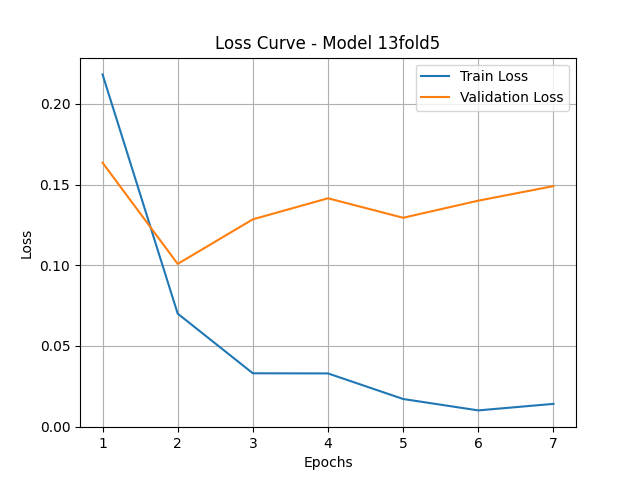 Loss Curve - Model 13fold5
Train Loss
Validation Loss
0.20
0.15
0.10
0.05
0.00
Loss
1 2 3 4 5 6 7
Epochs